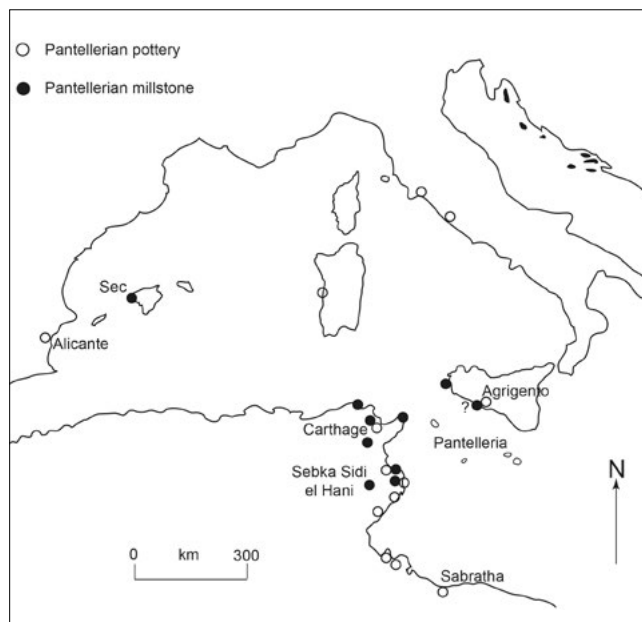 Pantellerian pottery
Pantellerian millstone
Sec
Alicante
Agrigento
?
Carthage
Pantelleria
Sebka Sidi
el Hani
N
0 km 300
Sabratha